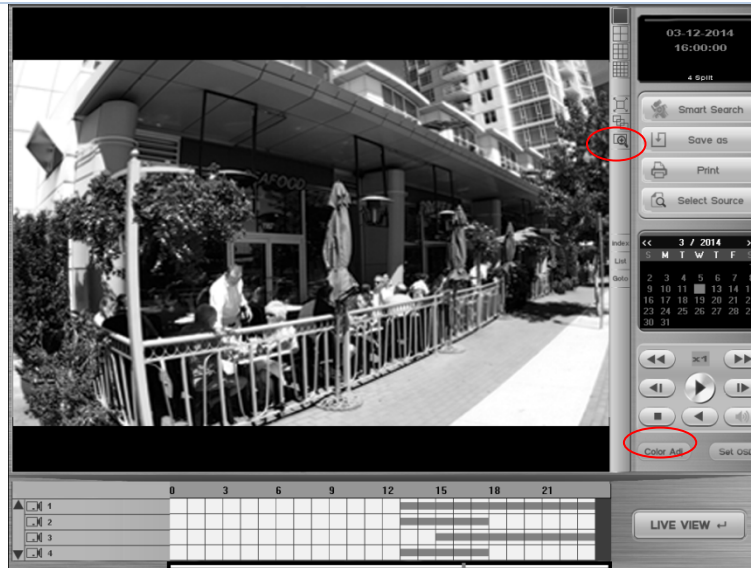 03-12-2014
16:00:00
4 Split
Smart Search
Save as
Print
Select Source
AFOOD
Index
List
Goto
<< 3 / 2014 >
S M T W T F
2 3 4 5 6 7
9 10 11 13 14
16 17 18 19 20 21
23 24 25 26 27 28
30 31
x1
Color Adj.
Set OSD
0 3 6 9 12 15 18 21
1
2
3
4
LIVE VIEW